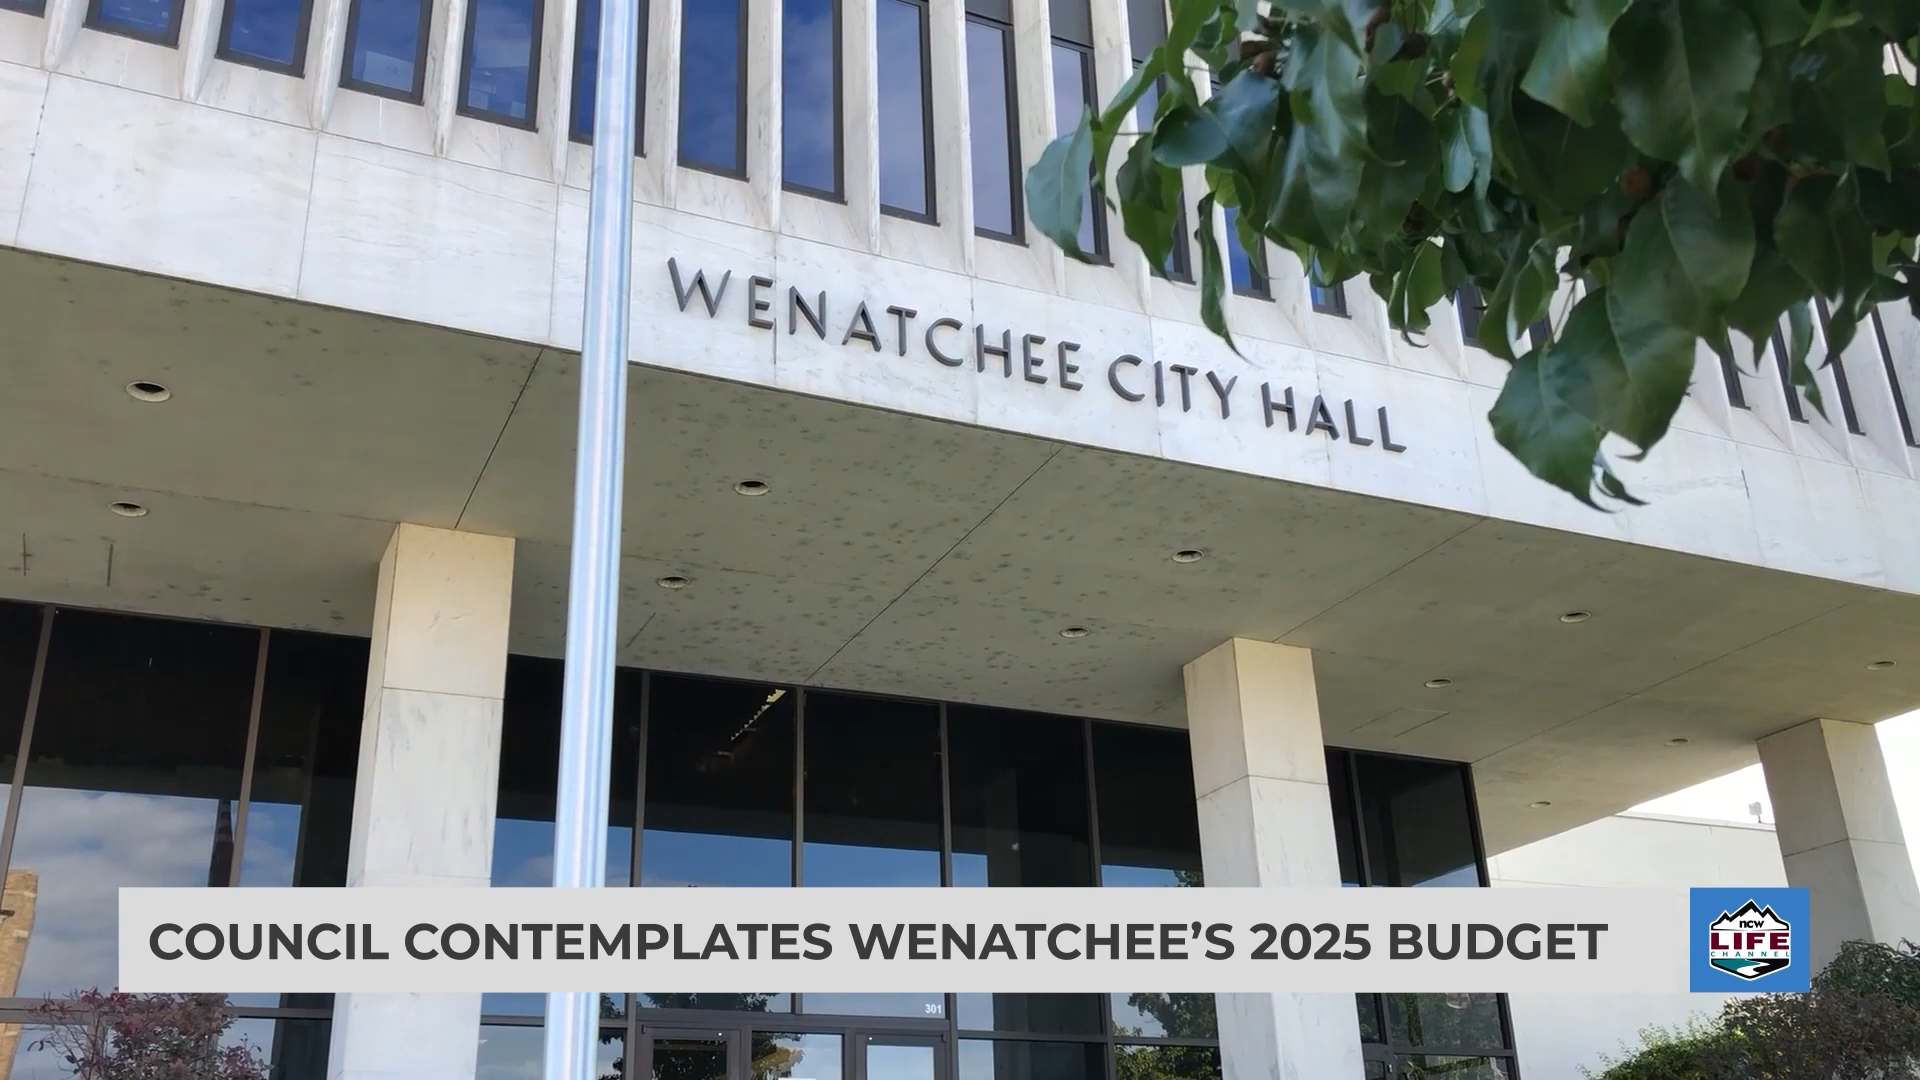 WENATCHEE CITY HALL
301
COUNCIL CONTEMPLATES WENATCHEE’S 2025 BUDGET
ncw
LIFE
CHANNEL